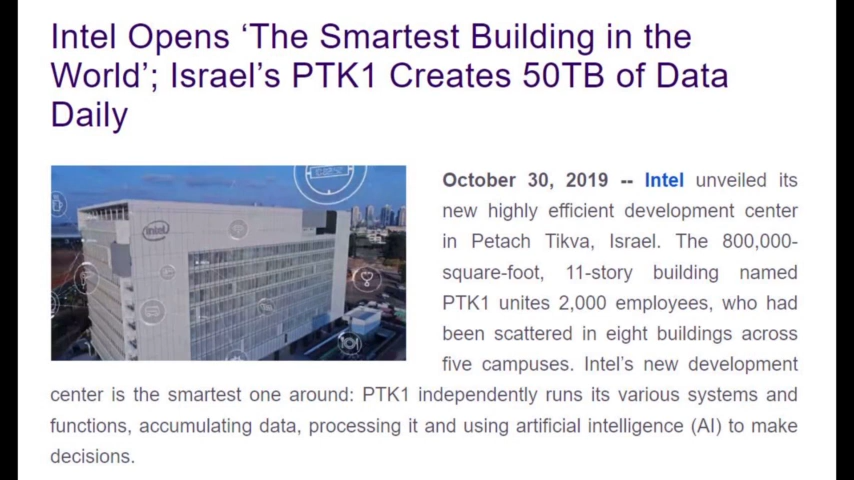 Intel Opens ‘The Smartest Building in the
World’; Israel’s PTK1 Creates 50TB of Data
Daily
intel
October 30, 2019 -- Intel unveiled its
new highly efficient development center
in Petach Tikva, Israel. The 800,000-
square-foot, 11-story building named
PTK1 unites 2,000 employees, who had
been scattered in eight buildings across
five campuses. Intel’s new development
center is the smartest one around: PTK1 independently runs its various systems and
functions, accumulating data, processing it and using artificial intelligence (AI) to make
decisions.